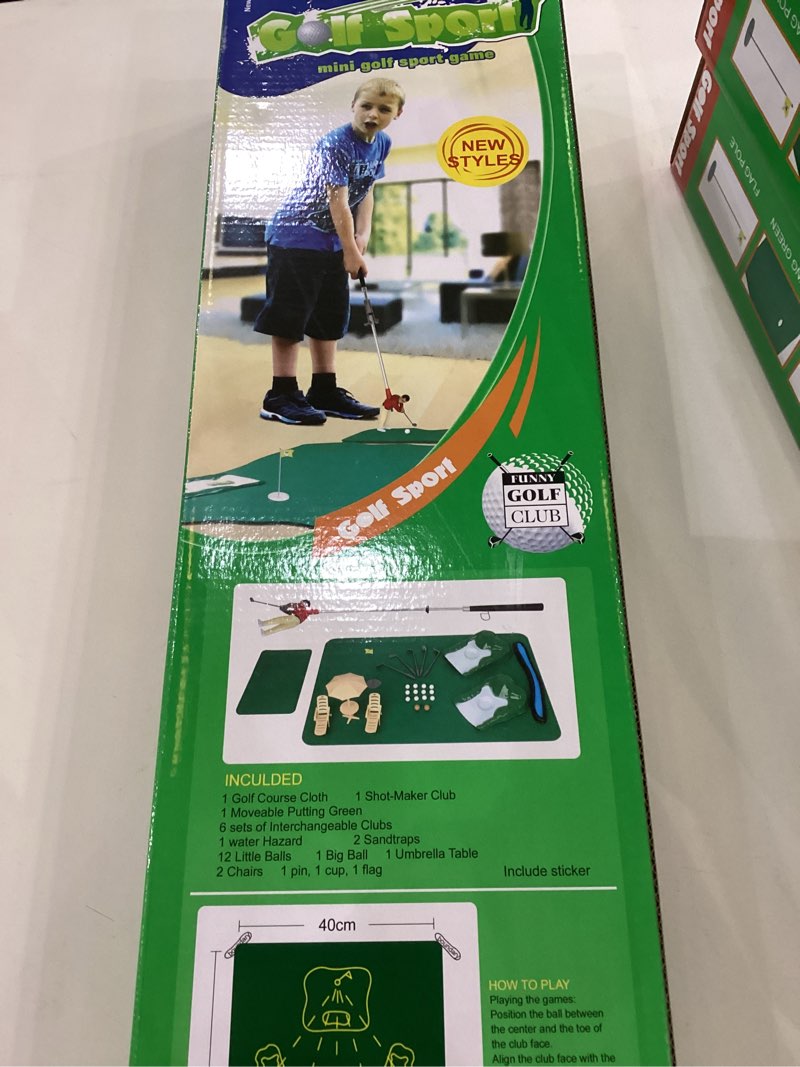 New
Golf Sport
mini golf sport game
NEW
STYLES
Golf Sport
FUNNY
GOLF
CLUB
INCULDED
1 Golf Course Cloth 1 Shot-Maker Club
1 Moveable Putting Green
6 sets of Interchangeable Clubs
1 water Hazard 2 Sandtraps
12 Little Balls 1 Big Ball 1 Umbrella Table
2 Chairs 1 pin, 1 cup, 1 flag
Include sticker
40cm
boundary
boundary
HOW TO PLAY
Playing the games:
Position the ball between
the center and the toe of
the club face.
Align the club face with the
Golf Sport
FLAG POLE